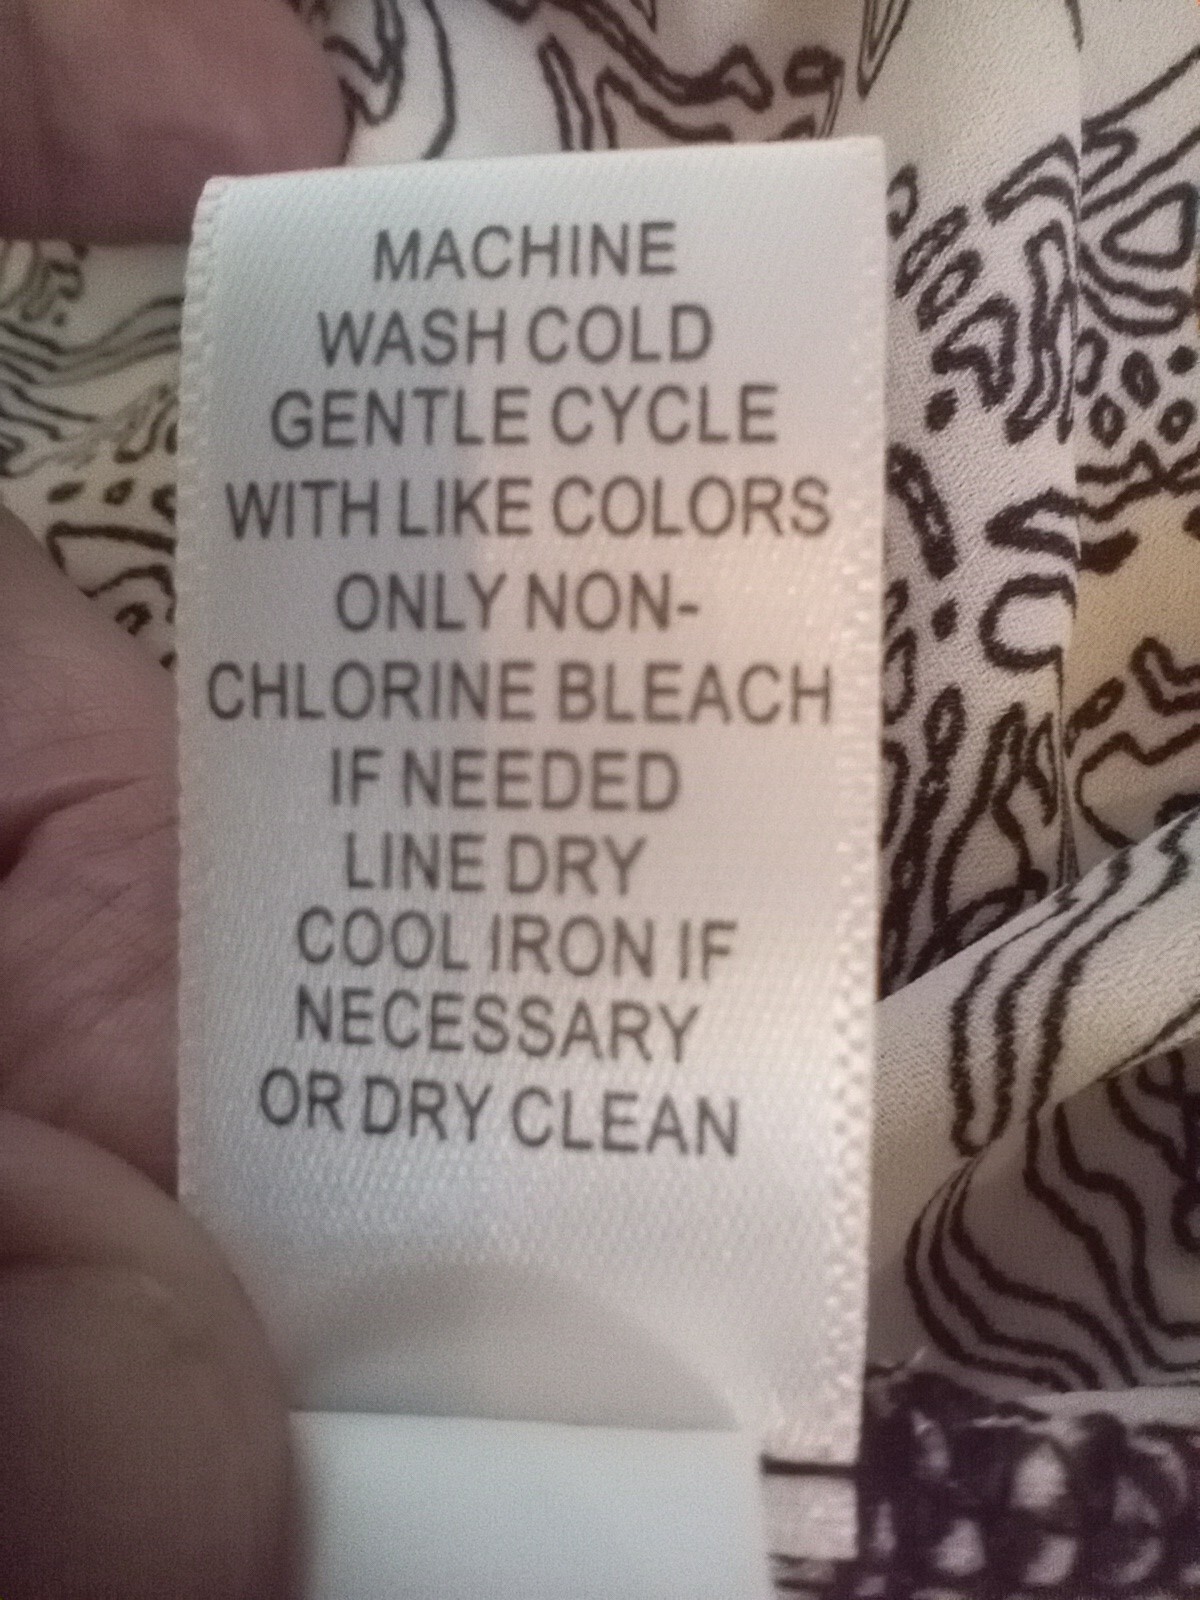 MACHINE
WASH COLD
GENTLE CYCLE
WITH LIKE COLORS
ONLY NON-
CHLORINE BLEACH
IF NEEDED
LINE DRY
COOL IRON IF
NECESSARY
OR DRY CLEAN